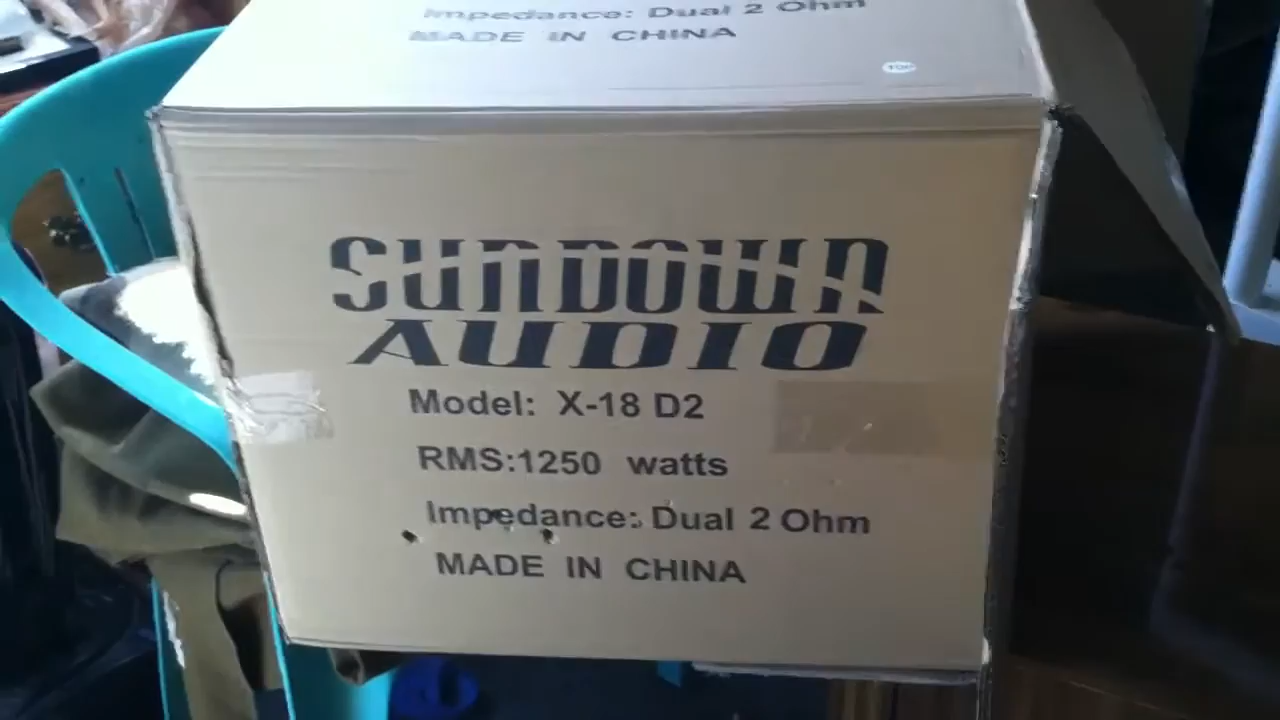 Impedance: Dual 2 Ohm
MADE IN CHINA
SUNDOWN
AUDIO
Model: X-18 D2
RMS:1250 watts
Impedance: Dual 2 Ohm
MADE IN CHINA